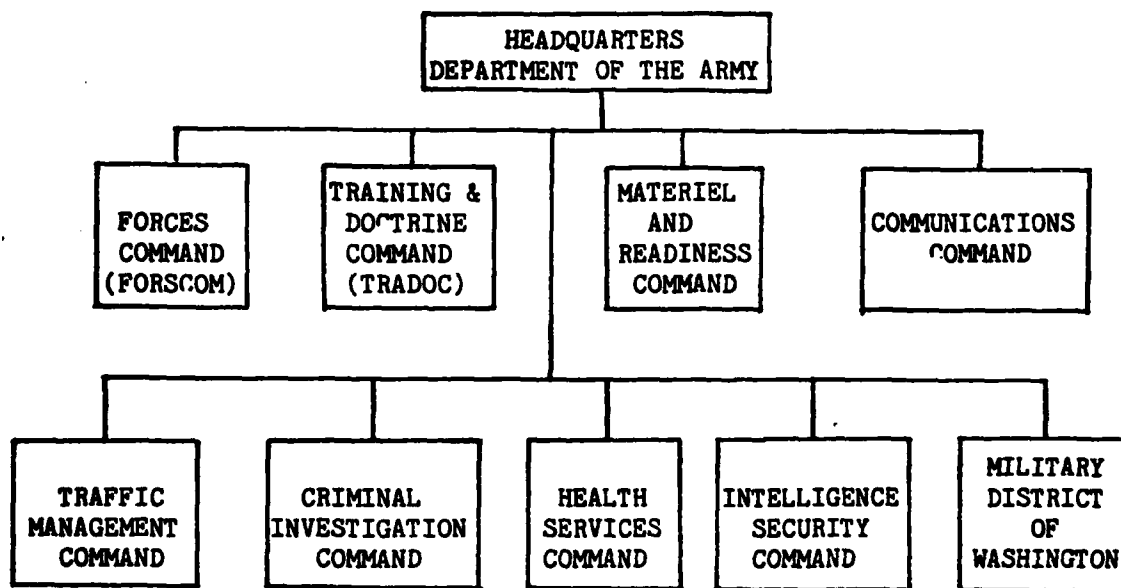 HEADQUARTERS
DEPARTMENT OF THE ARMY
FORCES
COMMAND
(FORSCOM)
TRAINING &
DOCTRINE
COMMAND
(TRADOC)
MATERIEL
AND
READINESS
COMMAND
COMMUNICATIONS
COMMAND
TRAFFIC
MANAGEMENT
COMMAND
CRIMINAL
INVESTIGATION
COMMAND
HEALTH
SERVICES
COMMAND
INTELLIGENCE
SECURITY
COMMAND
MILITARY
DISTRICT
OF
WASHINGTON